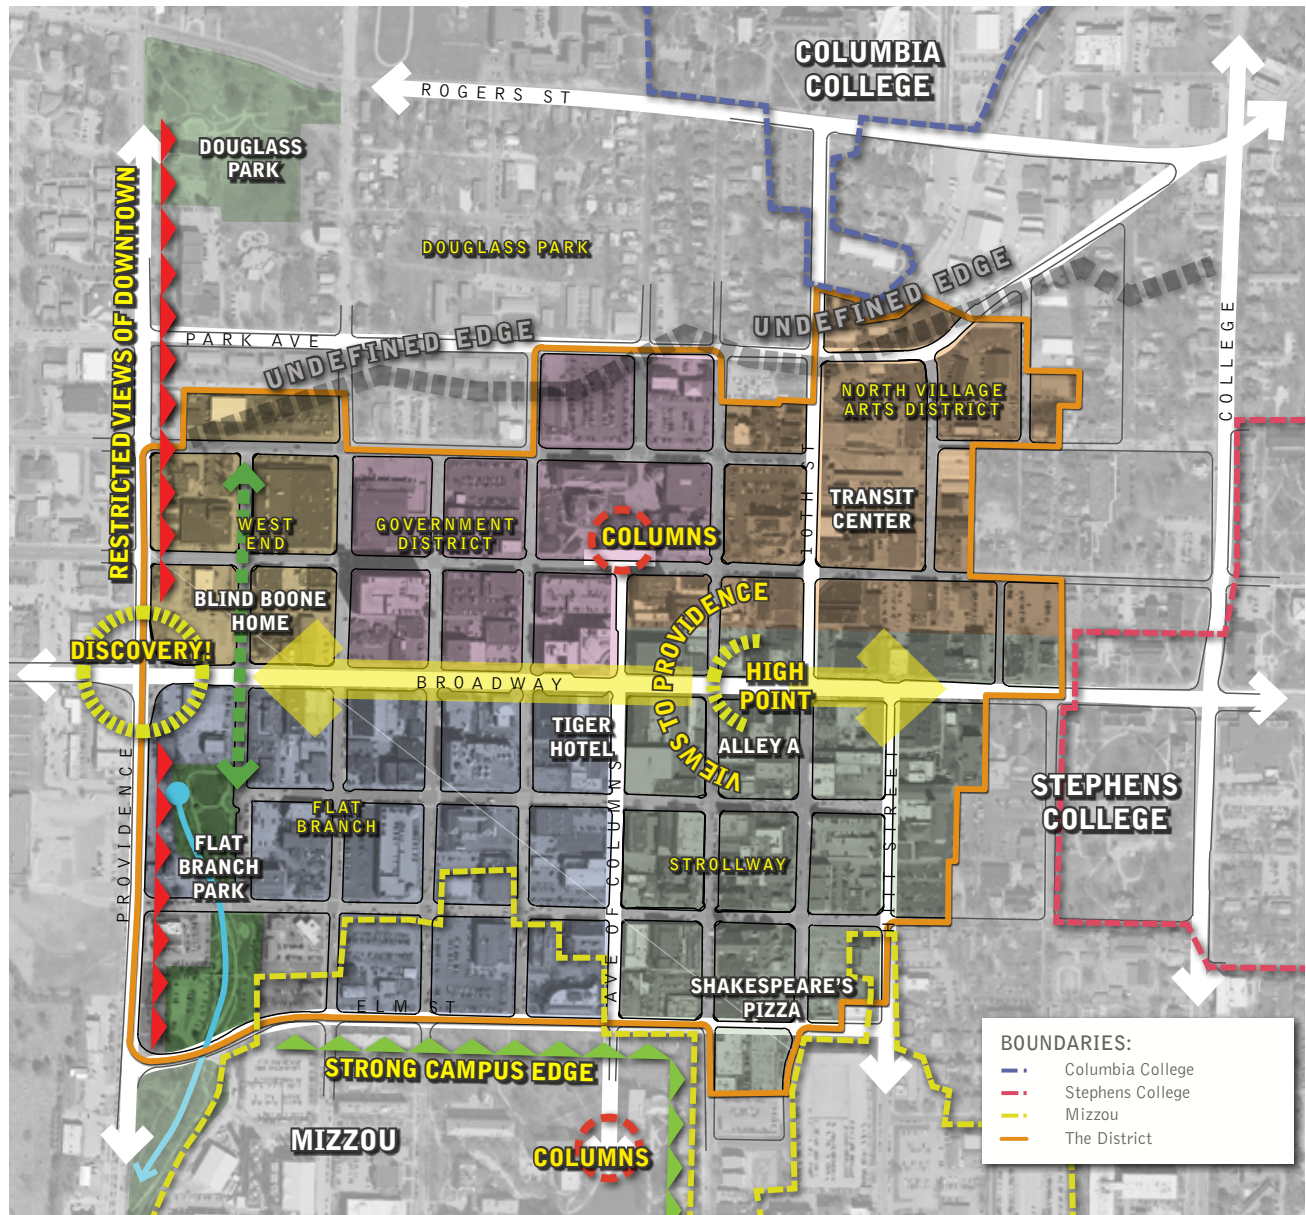 COLUMBIA
COLLEGE
ROGERS ST
DOUGLASS
PARK
DOUGLASS PARK
RESTRICTED VIEWS OF DOWNTOWN
UNDEFINED EDGE
UNDEFINED EDGE
PARK AVE
COLLEGE
NORTH VILLAGE
ARTS DISTRICT
10TH ST
TRANSIT
CENTER
WEST
END
GOVERNMENT
DISTRICT
COLUMNS
BLIND BOONE
HOME
DISCOVERY!
VIEWS TO PROVIDENCE
HIGH
POINT
BROADWAY
TIGER
HOTEL
ALLEY A
STEPHENS
COLLEGE
PROVIDENCE
FLAT
BRANCH
FLAT
BRANCH
PARK
AVE OF COLUMNS
STROLLWAY
HITT STREET
SHAKESPEARE'S
PIZZA
ELM ST
STRONG CAMPUS EDGE
MIZZOU
COLUMNS
BOUNDARIES:
Columbia College
Stephens College
Mizzou
The District